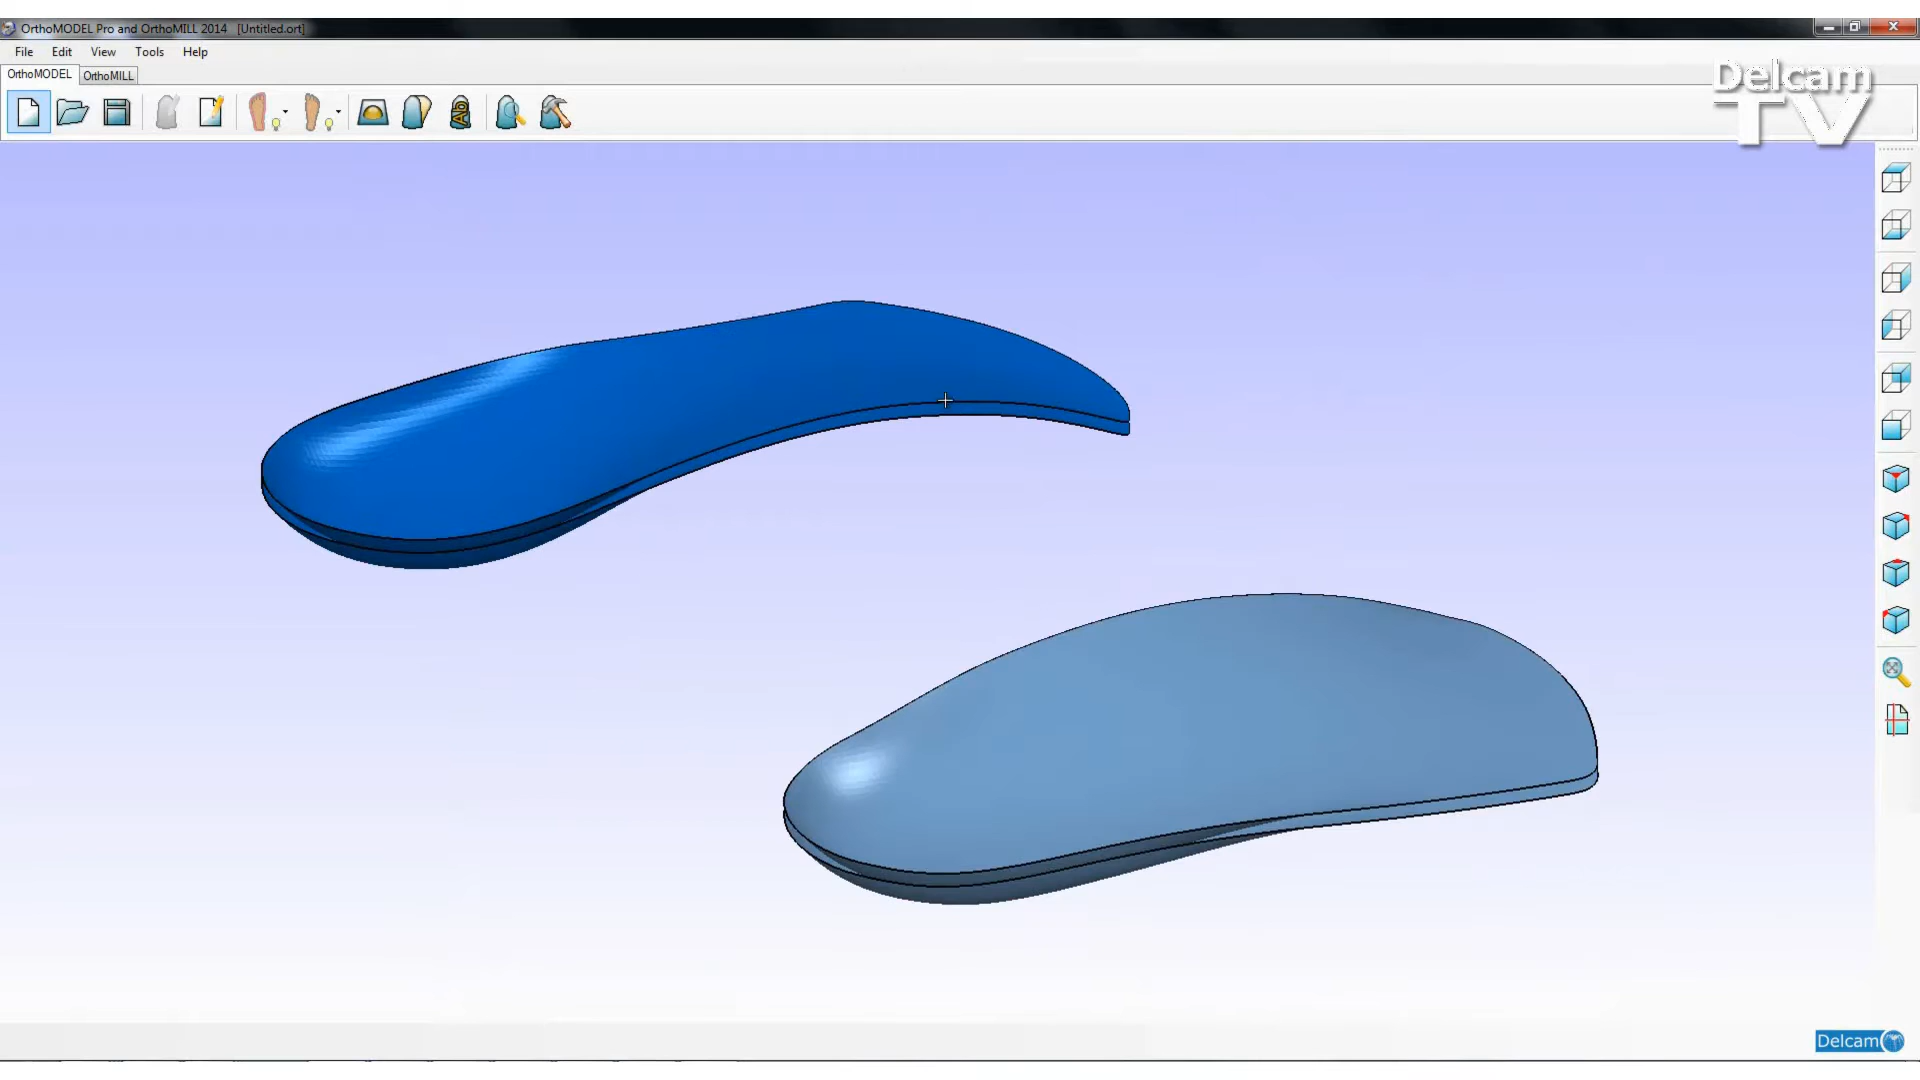 OrthoMODEL Pro and OrthoMILL 2014 [Untitled.ort]
File Edit View Tools Help
OrthoMODEL OrthoMILL
Delcam
TV
Delcam